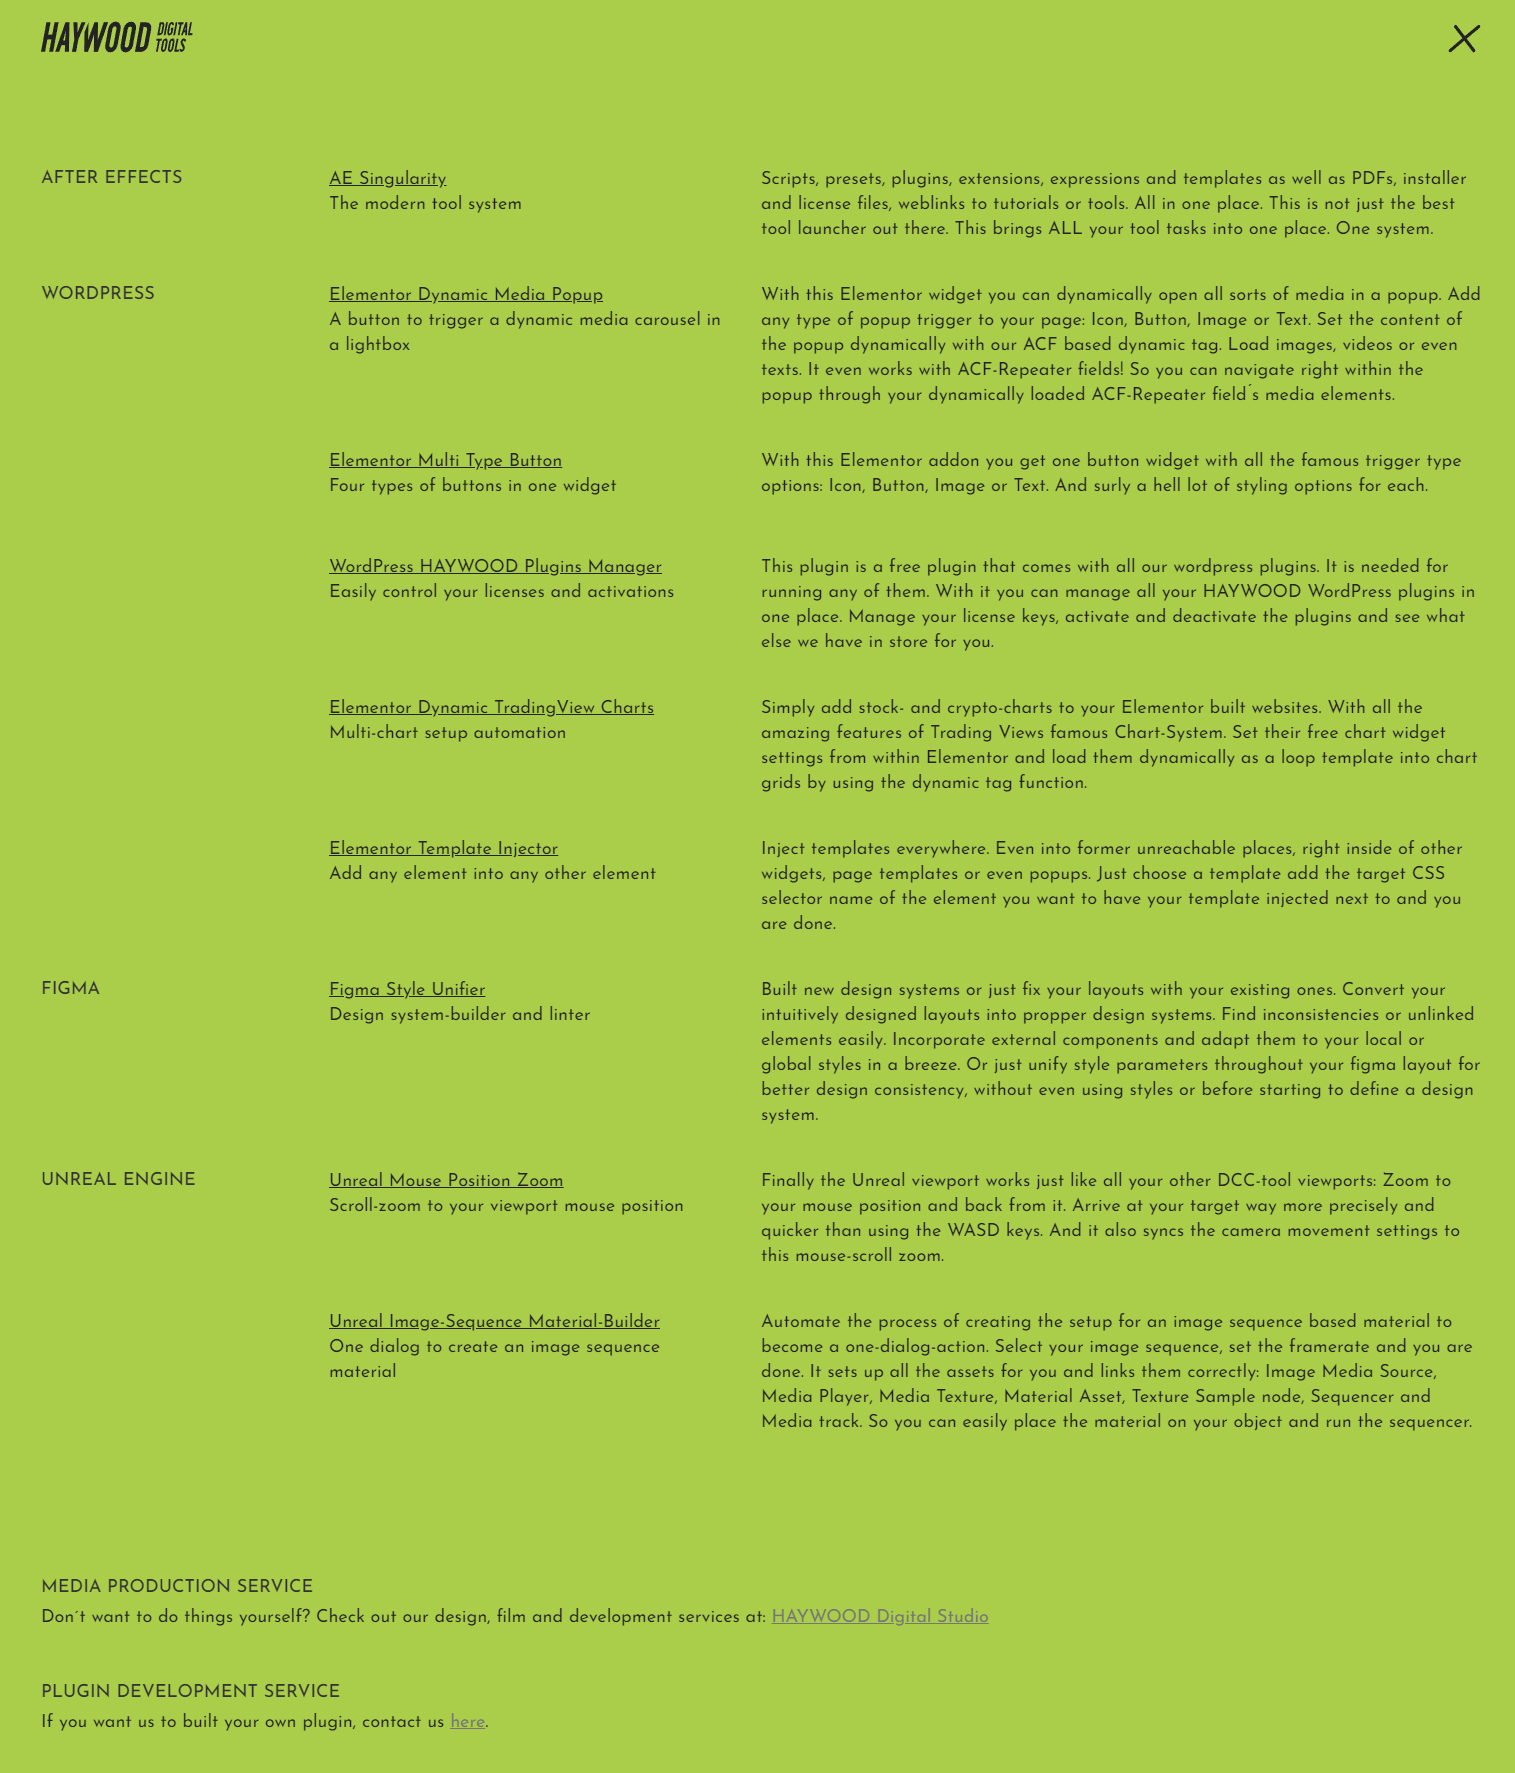 HAYWOOD DIGITAL TOOLS
AFTER EFFECTS
AE Singularity
The modern tool system
Scripts, presets, plugins, extensions, expressions and templates as well as PDFs, installer
and license files, weblinks to tutorials or tools. All in one place. This is not just the best
tool launcher out there. This brings ALL your tool tasks into one place. One system.
WORDPRESS
Elementor Dynamic Media Popup
A button to trigger a dynamic media carousel in
a lightbox
With this Elementor widget you can dynamically open all sorts of media in a popup. Add
any type of popup trigger to your page: Icon, Button, Image or Text. Set the content of
the popup dynamically with our ACF based dynamic tag. Load images, videos or even
texts. It even works with ACF-Repeater fields! So you can navigate right within the
popup through your dynamically loaded ACF-Repeater field´s media elements.
Elementor Multi Type Button
Four types of buttons in one widget
With this Elementor addon you get one button widget with all the famous trigger type
options: Icon, Button, Image or Text. And surly a hell lot of styling options for each.
WordPress HAYWOOD Plugins Manager
Easily control your licenses and activations
This plugin is a free plugin that comes with all our wordpress plugins. It is needed for
running any of them. With it you can manage all your HAYWOOD WordPress plugins in
one place. Manage your license keys, activate and deactivate the plugins and see what
else we have in store for you.
Elementor Dynamic TradingView Charts
Multi-chart setup automation
Simply add stock- and crypto-charts to your Elementor built websites. With all the
amazing features of Trading Views famous Chart-System. Set their free chart widget
settings from within Elementor and load them dynamically as a loop template into chart
grids by using the dynamic tag function.
Elementor Template Injector
Add any element into any other element
Inject templates everywhere. Even into former unreachable places, right inside of other
widgets, page templates or even popups. Just choose a template add the target CSS
selector name of the element you want to have your template injected next to and you
are done.
FIGMA
Figma Style Unifier
Design system-builder and linter
Built new design systems or just fix your layouts with your existing ones. Convert your
intuitively designed layouts into propper design systems. Find inconsistencies or unlinked
elements easily. Incorporate external components and adapt them to your local or
global styles in a breeze. Or just unify style parameters throughout your figma layout for
better design consistency, without even using styles or before starting to define a design
system.
UNREAL ENGINE
Unreal Mouse Position Zoom
Scroll-zoom to your viewport mouse position
Finally the Unreal viewport works just like all your other DCC-tool viewports: Zoom to
your mouse position and back from it. Arrive at your target way more precisely and
quicker than using the WASD keys. And it also syncs the camera movement settings to
this mouse-scroll zoom.
Unreal Image-Sequence Material-Builder
One dialog to create an image sequence
material
Automate the process of creating the setup for an image sequence based material to
become a one-dialog-action. Select your image sequence, set the framerate and you are
done. It sets up all the assets for you and links them correctly: Image Media Source,
Media Player, Media Texture, Material Asset, Texture Sample node, Sequencer and
Media track. So you can easily place the material on your object and run the sequencer.
MEDIA PRODUCTION SERVICE
Don´t want to do things yourself? Check out our design, film and development services at: HAYWOOD Digital Studio
PLUGIN DEVELOPMENT SERVICE
If you want us to built your own plugin, contact us here.